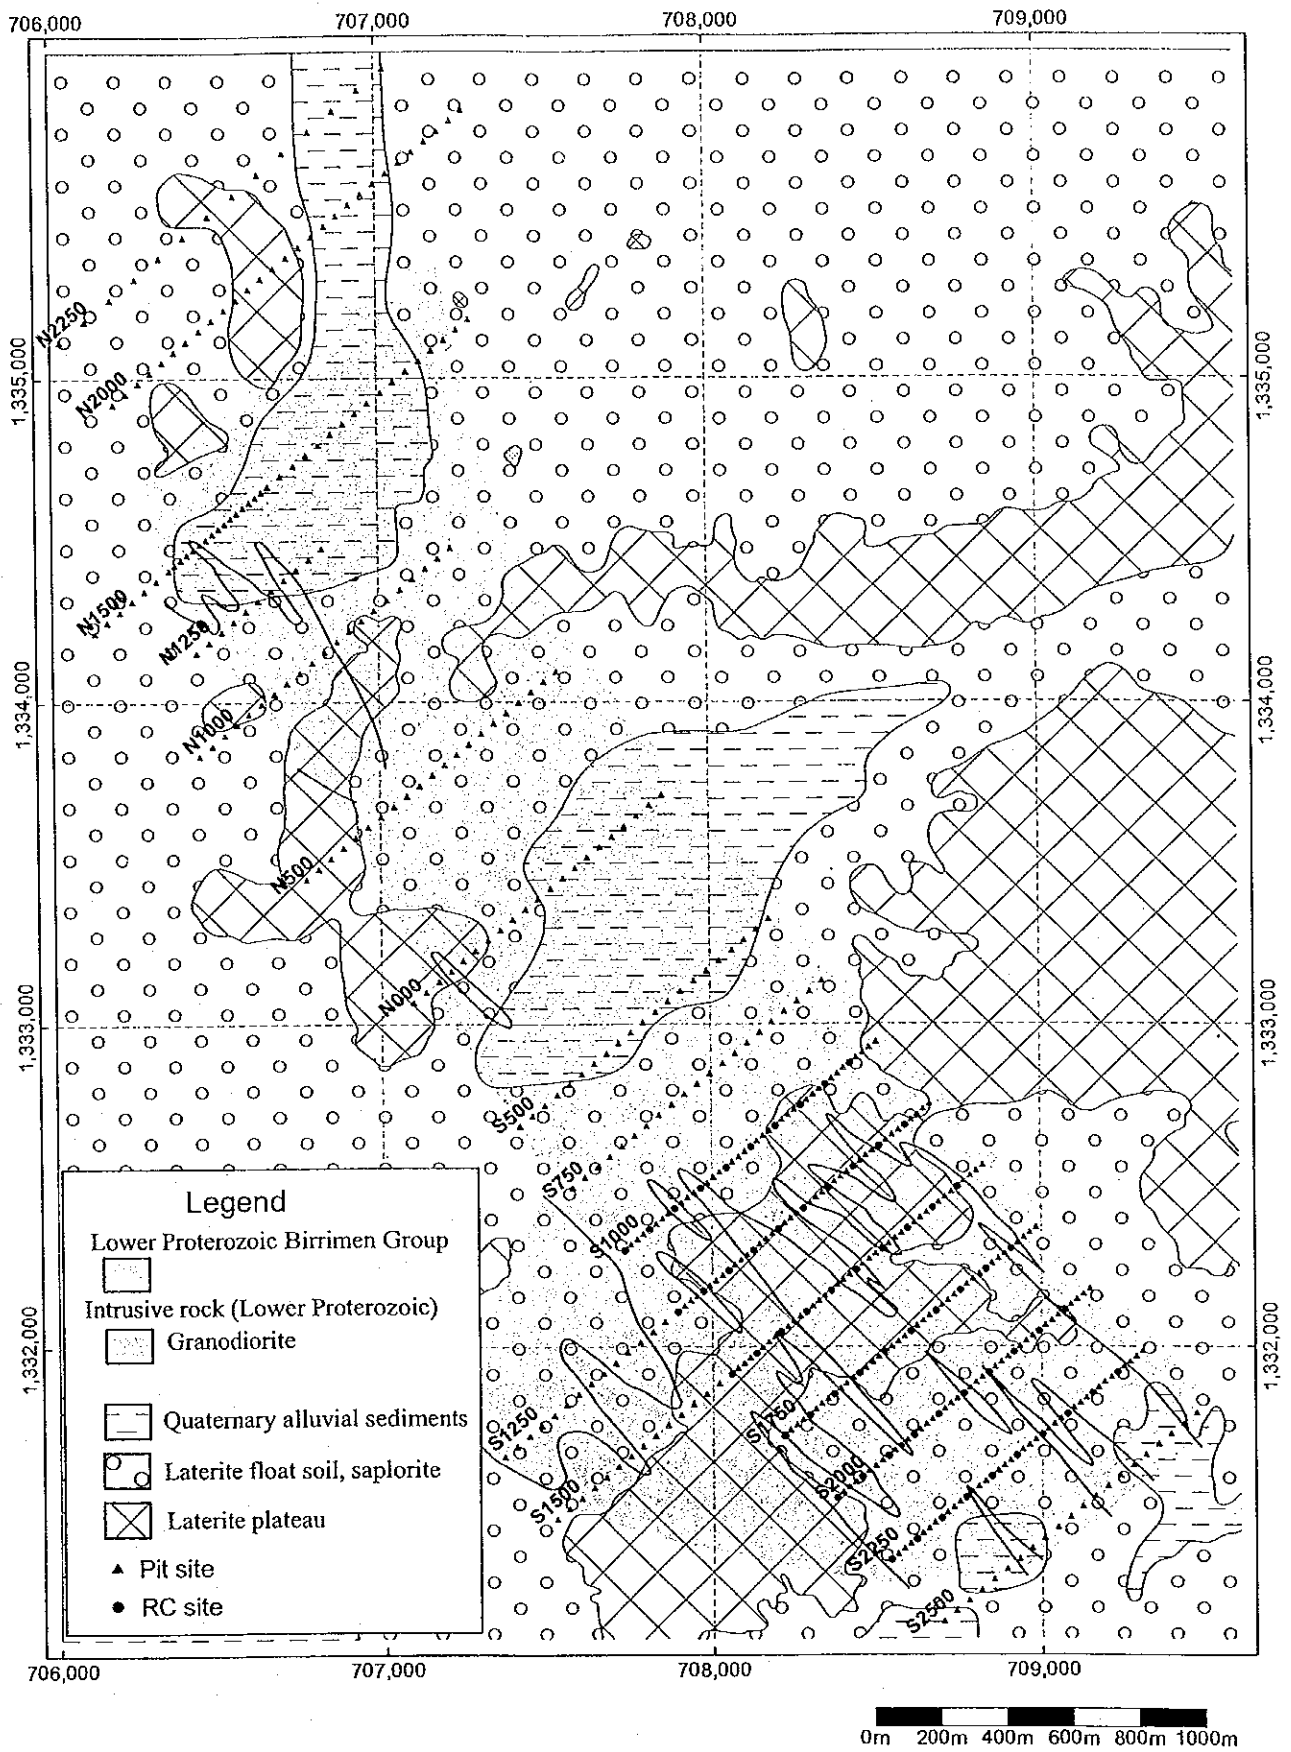 706,000
707,000
708,000
709,000
N2250
N2000
1,335,000
1,335,000
N1500
N1250
1,334,000
1,334,000
N1000
N500
N000
1,333,000
1,333,000
S500
S750
S1000
Legend
Lower Proterozoic Birrimen Group
Intrusive rock (Lower Proterozoic)
Granodiorite
Quaternary alluvial sediments
Laterite float soil, saplorite
Laterite plateau
Pit site
RC site
1,332,000
1,332,000
S1250
S1500
S1750
S2000
S2250
S2500
706,000
707,000
708,000
709,000
0m 200m 400m 600m 800m 1000m